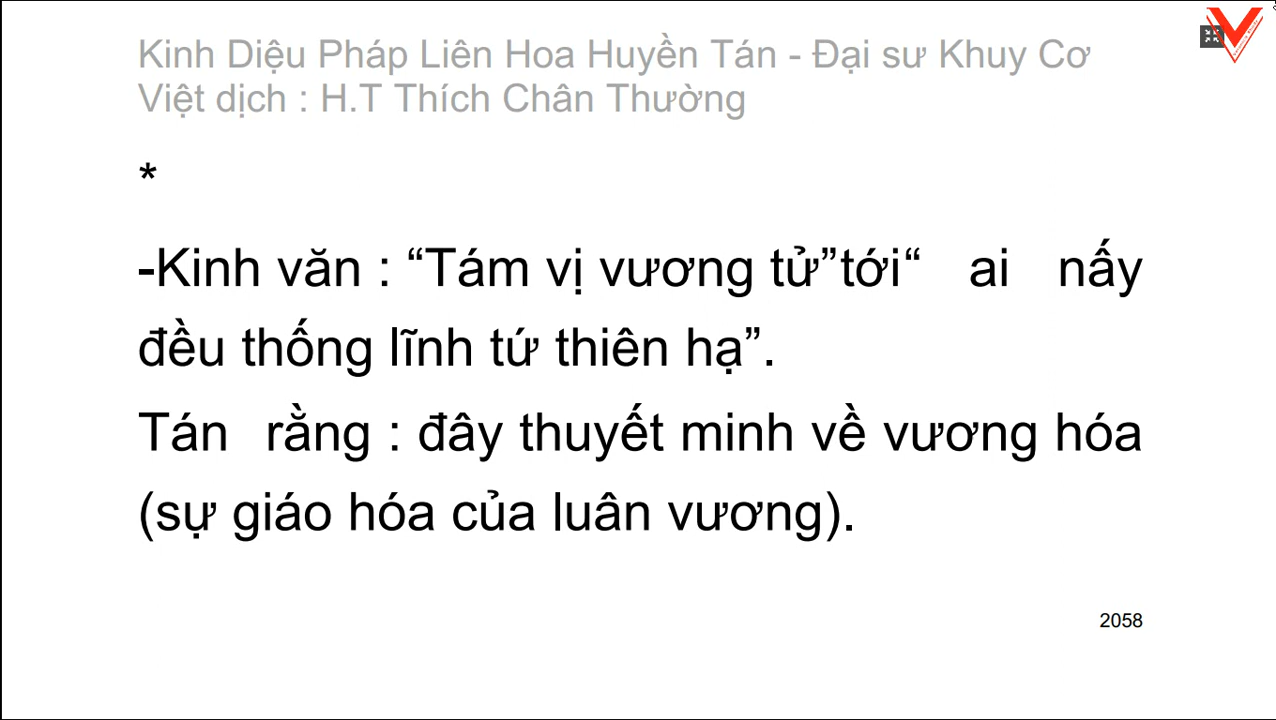 Kinh Diệu Pháp Liên Hoa Huyền Tán - Đại sư Khuy Cơ
Việt dịch : H.T Thích Chân Thường
*
-Kinh văn : “Tám vị vương tử”tới“ ai nấy
đều thống lĩnh tứ thiên hạ”.
Tán rằng : đây thuyết minh về vương hóa
(sự giáo hóa của luân vương).
2058